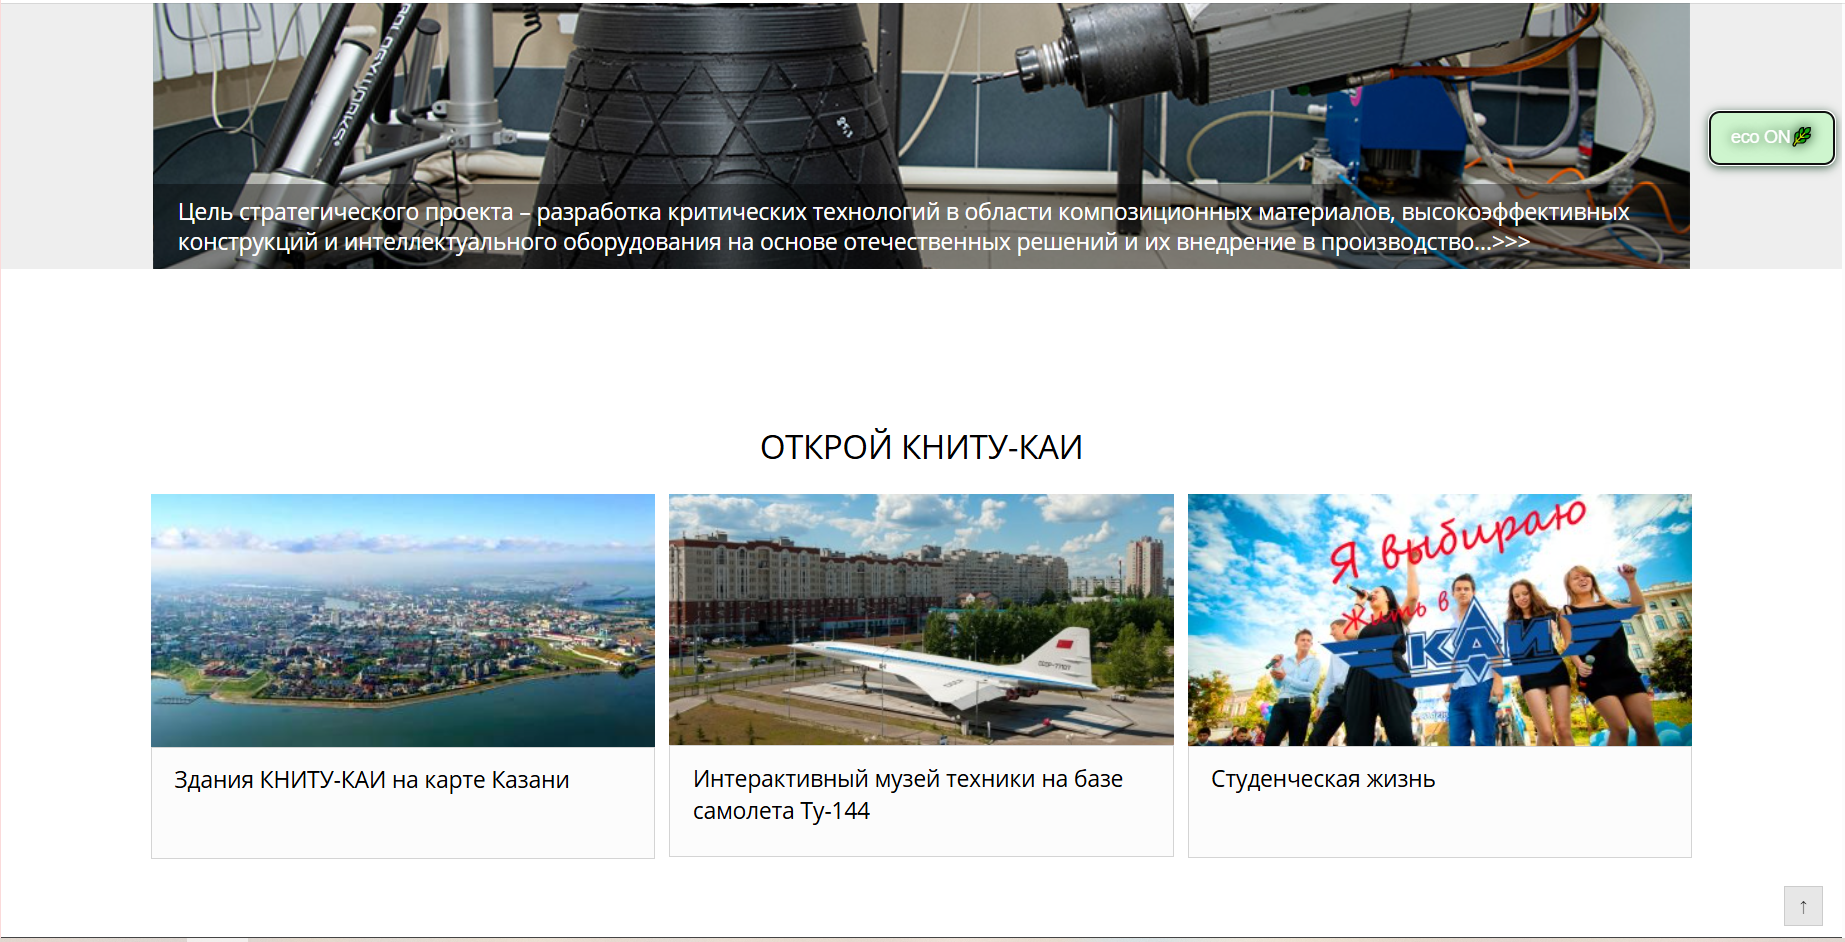 eco ON
Цель стратегического проекта – разработка критических технологий в области композиционных материалов, высокоэффективных
конструкций и интеллектуального оборудования на основе отечественных решений и их внедрение в производство...>>>
ОТКРОЙ КНИТУ-КАИ
Я выбираю
жить в
КАИ
Здания КНИТУ-КАИ на карте Казани
Интерактивный музей техники на базе
самолета Ту-144
Студенческая жизнь
↑